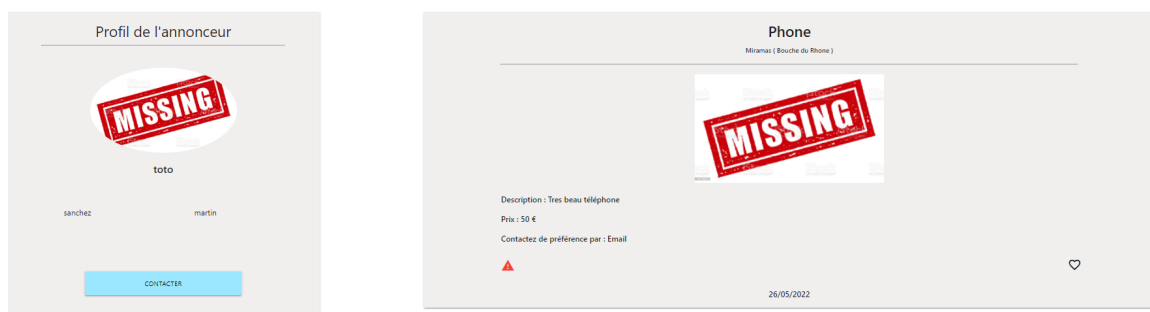 Profil de l'annonceur
MISSING
toto
sanchez martin
CONTACTER
Phone
Miramas ( Bouche du Rhone )
MISSING
Description : Tres beau téléphone
Prix : 50 €
Contactez de préférence par : Email
26/05/2022